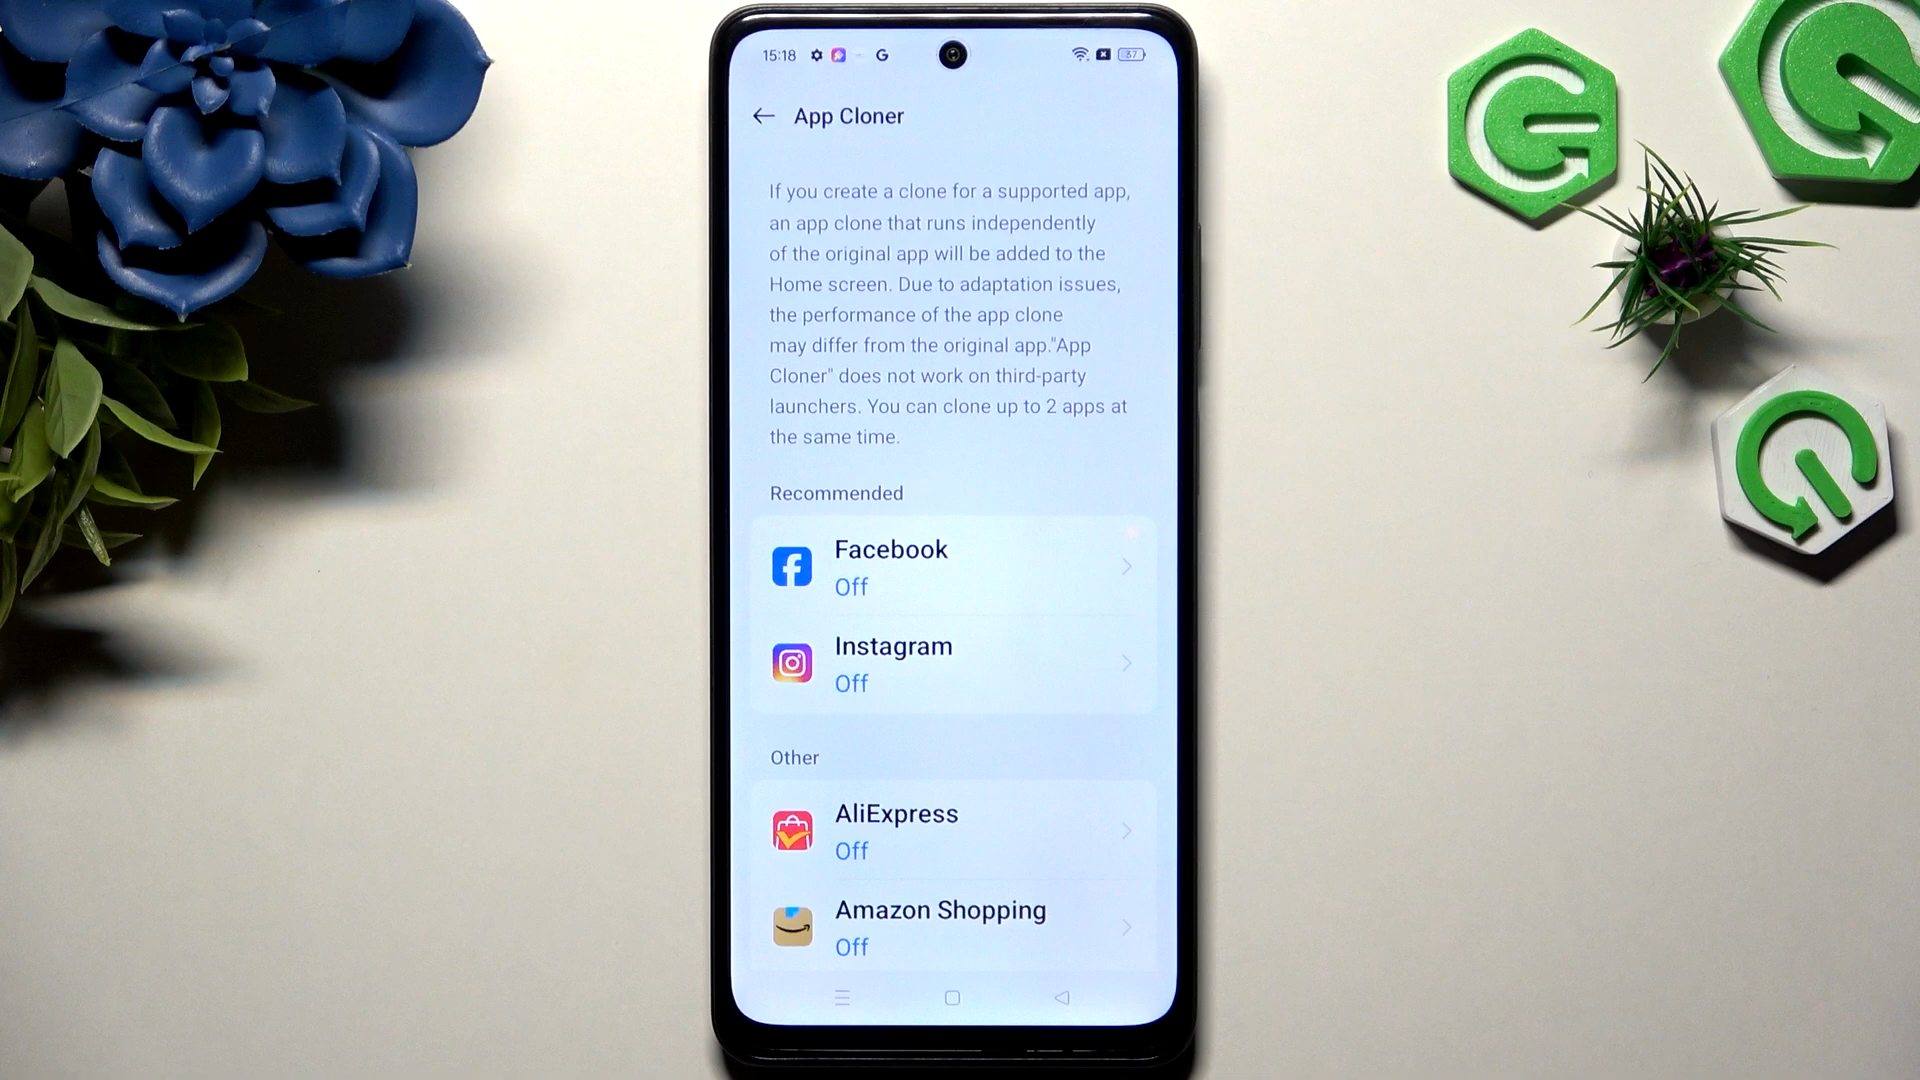 15:18 G 37
App Cloner
If you create a clone for a supported app,
an app clone that runs independently
of the original app will be added to the
Home screen. Due to adaptation issues,
the performance of the app clone
may differ from the original app."App
Cloner" does not work on third-party
launchers. You can clone up to 2 apps at
the same time.
Recommended
Facebook
Off
Instagram
Off
Other
AliExpress
Off
Amazon Shopping
Off